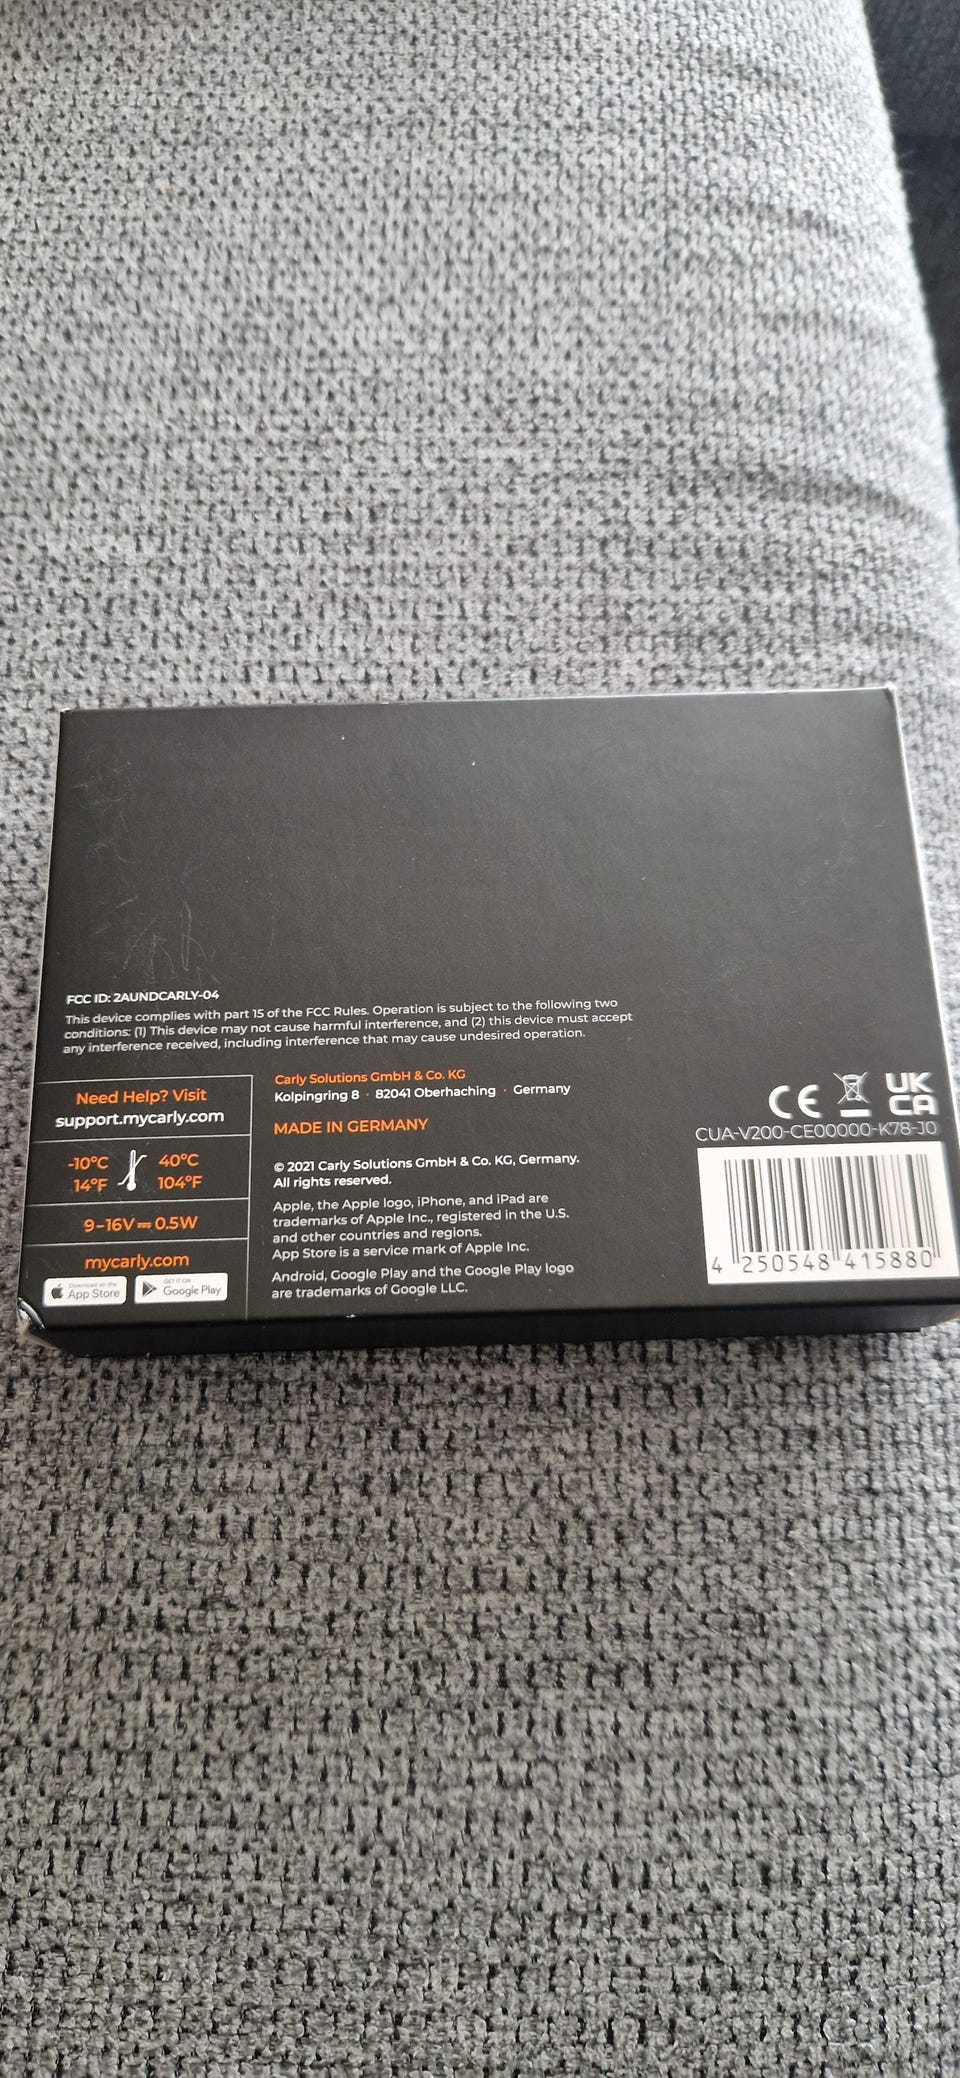 FCC ID: 2AUNDCARLY-04
This device complies with part 15 of the FCC Rules. Operation is subject to the following two
conditions: (1) This device may not cause harmful interference, and (2) this device must accept
any interference received, including interference that may cause undesired operation.
Need Help? Visit
support.mycarly.com
-10°C 40°C
14°F 104°F
9-16V⎓0.5W
mycarly.com
Download on the
App Store
GET IT ON
Google Play
Carly Solutions GmbH & Co. KG
Kolpingring 8 · 82041 Oberhaching · Germany
MADE IN GERMANY
© 2021 Carly Solutions GmbH & Co. KG, Germany.
All rights reserved.
Apple, the Apple logo, iPhone, and iPad are
trademarks of Apple Inc., registered in the U.S.
and other countries and regions.
App Store is a service mark of Apple Inc.
Android, Google Play and the Google Play logo
are trademarks of Google LLC.
CE UK
CA
CUA-V200-CE00000-K78-J0
4 250548 415880